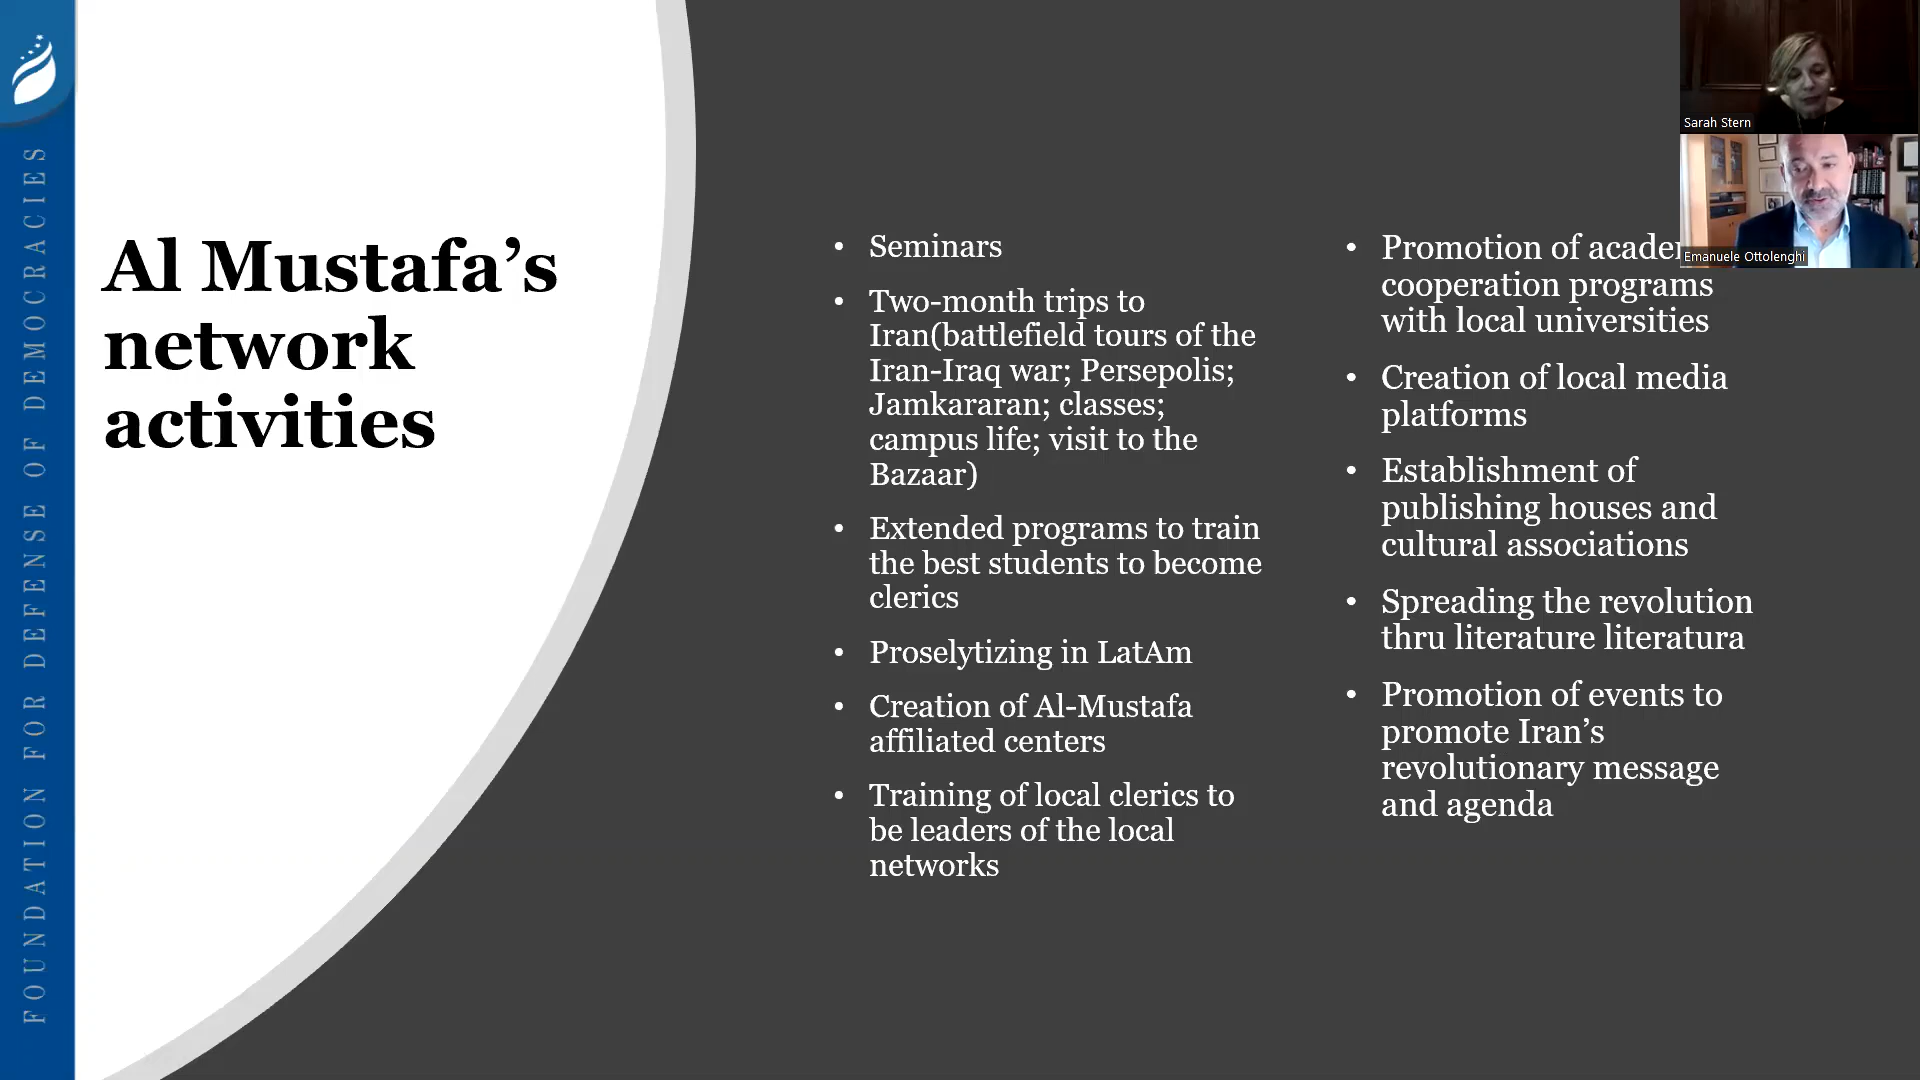 FOUNDATION FOR DEFENSE OF DEMOCRACIES
Al Mustafa’s
network
activities
• Seminars
• Two-month trips to
Iran(battlefield tours of the
Iran-Iraq war; Persepolis;
Jamkararan; classes;
campus life; visit to the
Bazaar)
• Extended programs to train
the best students to become
clerics
• Proselytizing in LatAm
• Creation of Al-Mustafa
affiliated centers
• Training of local clerics to
be leaders of the local
networks
• Promotion of
cooperation programs
with local universities
• Creation of local media
platforms
• Establishment of
publishing houses and
cultural associations
• Spreading the revolution
thru literature literatura
• Promotion of events to
promote Iran’s
revolutionary message
and agenda
Sarah Stern
Emanuele Ottolenghi